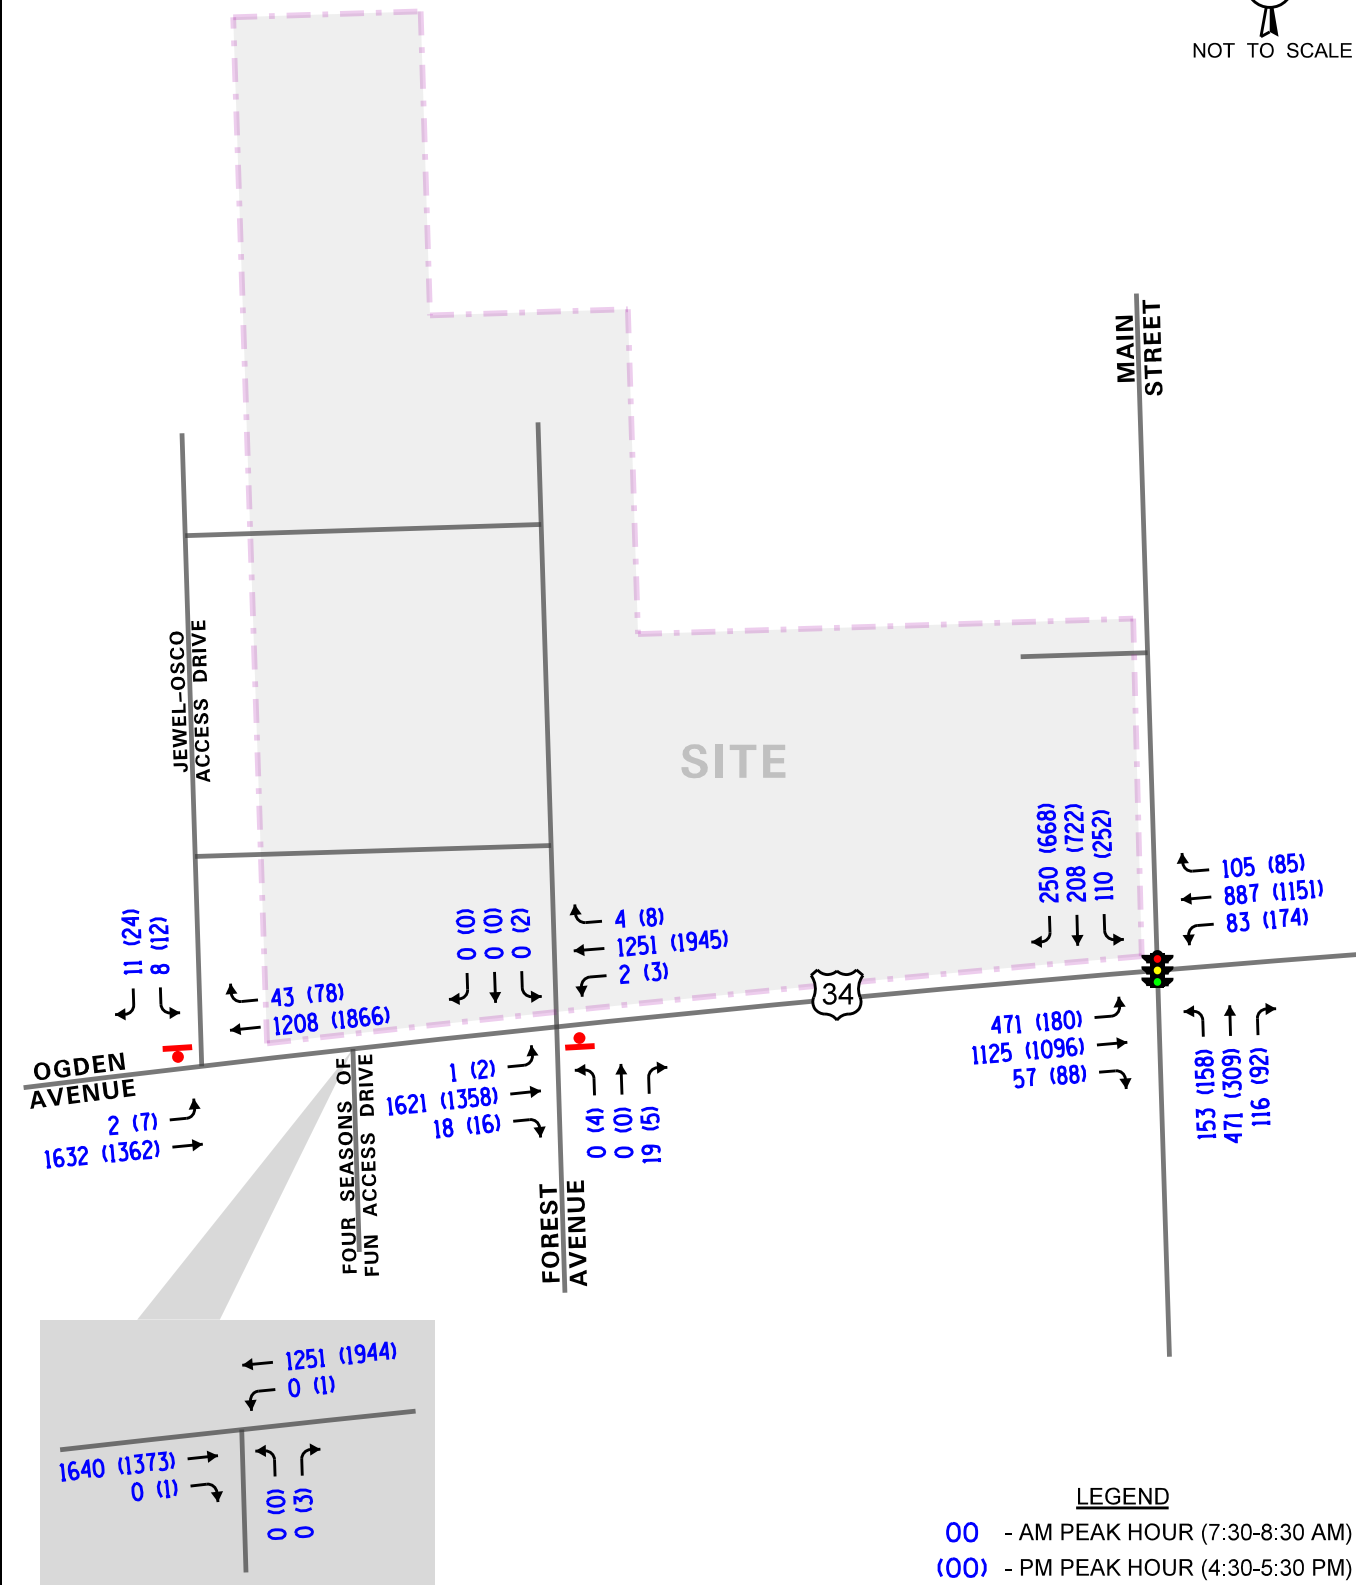 NOT TO SCALE
MAIN
STREET
JEWEL-OSCO
ACCESS DRIVE
SITE
250 (668)
208 (722)
110 (252)
105 (85)
887 (1151)
83 (174)
11 (24)
8 (12)
0 (0)
0 (0)
0 (2)
4 (8)
1251 (1945)
2 (3)
43 (78)
1208 (1866)
34
OGDEN
AVENUE
2 (7)
1632 (1362)
FOUR SEASONS OF
FUN ACCESS DRIVE
1 (2)
1621 (1358)
18 (16)
0 (4)
0 (0)
19 (5)
FOREST
AVENUE
471 (180)
1125 (1096)
57 (88)
153 (158)
471 (309)
116 (92)
1251 (1944)
0 (1)
1640 (1373)
0 (1)
0 (0)
0 (3)
LEGEND
00 - AM PEAK HOUR (7:30-8:30 AM)
(00) - PM PEAK HOUR (4:30-5:30 PM)